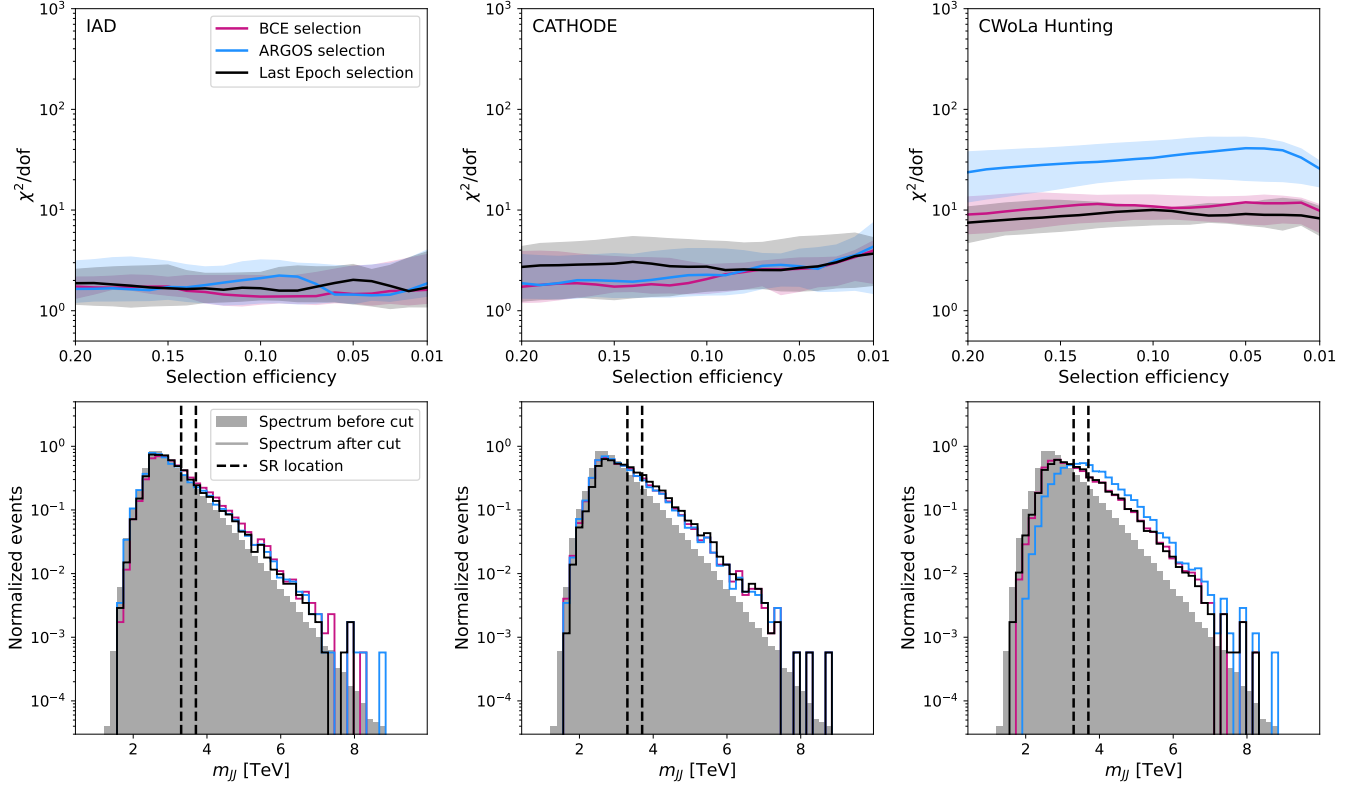 IAD
BCE selection
ARGOS selection
Last Epoch selection
10³
10²
10¹
10⁰
χ²/dof
0.20 0.15 0.10 0.05 0.01
Selection efficiency
CATHODE
10³
10²
10¹
10⁰
χ²/dof
0.20 0.15 0.10 0.05 0.01
Selection efficiency
CWoLa Hunting
10³
10²
10¹
10⁰
χ²/dof
0.20 0.15 0.10 0.05 0.01
Selection efficiency
Spectrum before cut
Spectrum after cut
SR location
10⁰
10⁻¹
10⁻²
10⁻³
10⁻⁴
Normalized events
2 4 6 8
m_JJ [TeV]
10⁰
10⁻¹
10⁻²
10⁻³
10⁻⁴
Normalized events
2 4 6 8
m_JJ [TeV]
10⁰
10⁻¹
10⁻²
10⁻³
10⁻⁴
Normalized events
2 4 6 8
m_JJ [TeV]